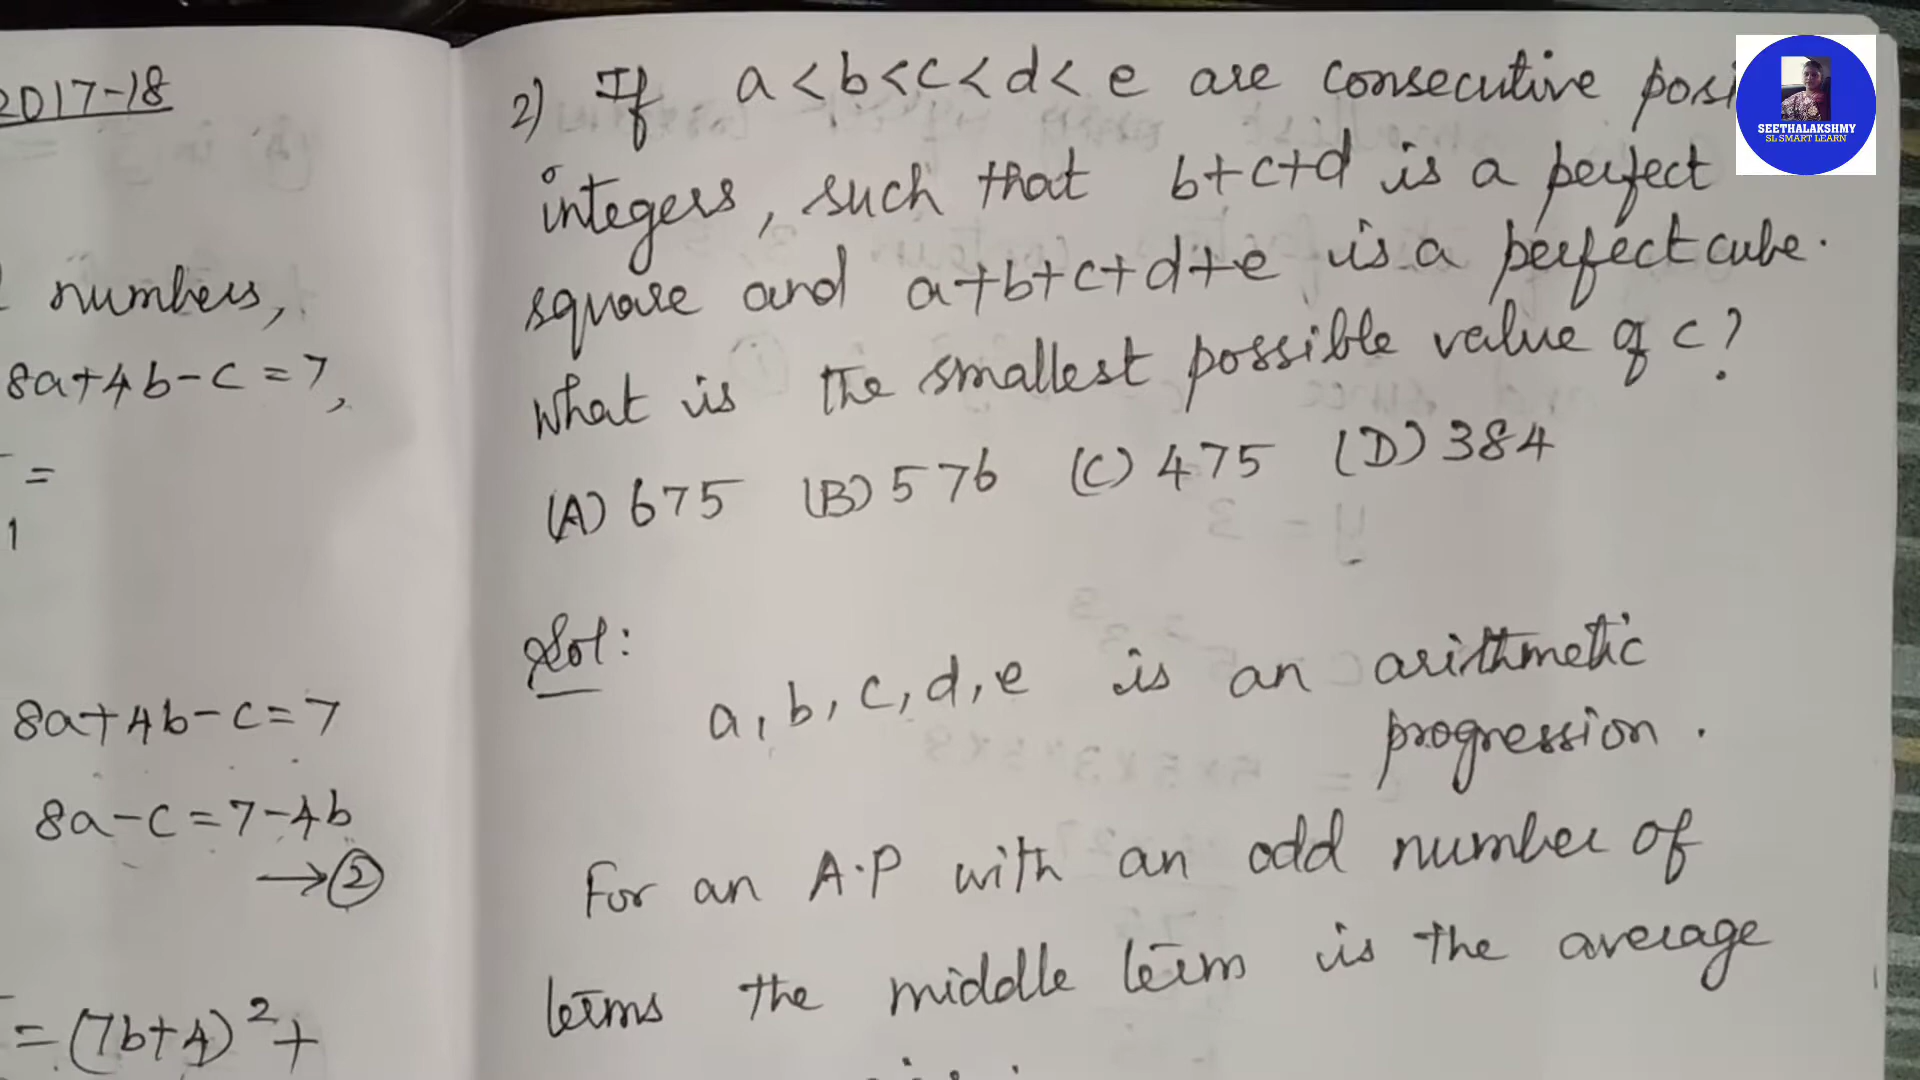 2017-18
numbers,
8a+4b-c=7,
=
1
8a+4b-c=7
8a-c=7-4b
→②
=(7b+4)²+
2) If a<b<c<d<e are consecutive posi
integers, such that b+c+d is a perfect
square and a+b+c+d+e is a perfect cube.
What is the smallest possible value of c?
(A) 675 (B) 576 (C) 475 (D) 384
Sol:
a, b, c, d, e is an arithmetic
progression.
For an A.P with an odd number of
terms the middle term is the average
SEETHALAKSHMY
SL SMART LEARN